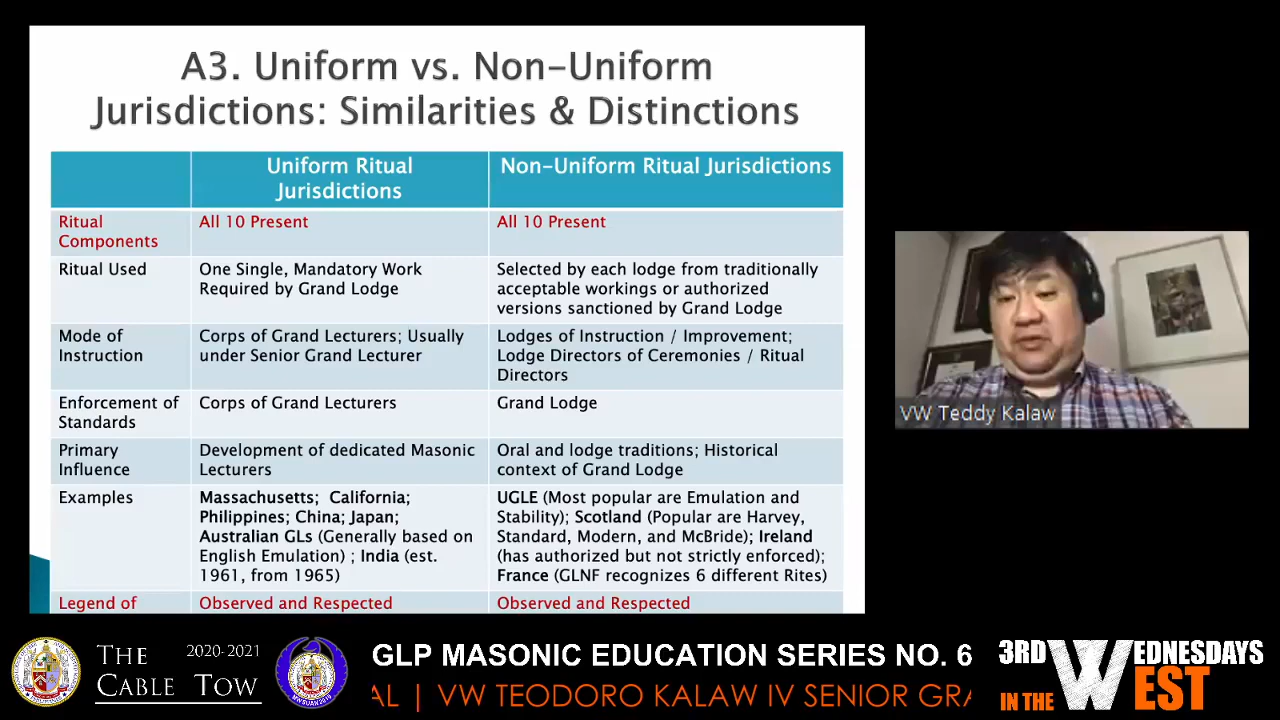 A3. Uniform vs. Non-Uniform
Jurisdictions: Similarities & Distinctions
Uniform Ritual
Jurisdictions
Non-Uniform Ritual Jurisdictions
Ritual
Components
All 10 Present
All 10 Present
Ritual Used
One Single, Mandatory Work
Required by Grand Lodge
Selected by each lodge from traditionally
acceptable workings or authorized
versions sanctioned by Grand Lodge
Mode of
Instruction
Corps of Grand Lecturers; Usually
under Senior Grand Lecturer
Lodges of Instruction / Improvement;
Lodge Directors of Ceremonies / Ritual
Directors
Enforcement of
Standards
Corps of Grand Lecturers
Grand Lodge
Primary
Influence
Development of dedicated Masonic
Lecturers
Oral and lodge traditions; Historical
context of Grand Lodge
Examples
Massachusetts; California;
Philippines; China; Japan;
Australian GLs (Generally based on
English Emulation) ; India (est.
1961, from 1965)
UGLE (Most popular are Emulation and
Stability); Scotland (Popular are Harvey,
Standard, Modern, and McBride); Ireland
(has authorized but not strictly enforced);
France (GLNF recognizes 6 different Rites)
Legend of
Observed and Respected
Observed and Respected
VW Teddy Kalaw
THE
2020-2021
CABLE TOW
GLP MASONIC EDUCATION SERIES NO. 6
AL | VW TEODORO KALAW IV SENIOR GRA
3RD WEDNESDAYS
IN THE WEST